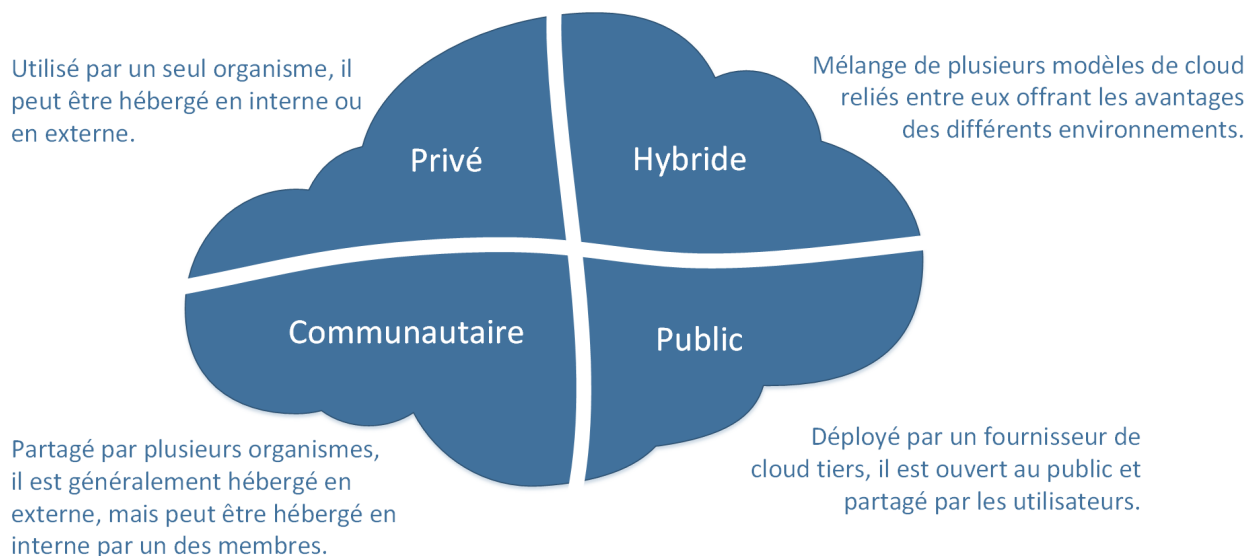 Utilisé par un seul organisme, il
peut être hébergé en interne ou
en externe.
Mélange de plusieurs modèles de cloud
reliés entre eux offrant les avantages
des différents environnements.
Privé
Hybride
Communautaire
Public
Partagé par plusieurs organismes,
il est généralement hébergé en
externe, mais peut être hébergé en
interne par un des membres.
Déployé par un fournisseur de
cloud tiers, il est ouvert au public et
partagé par les utilisateurs.